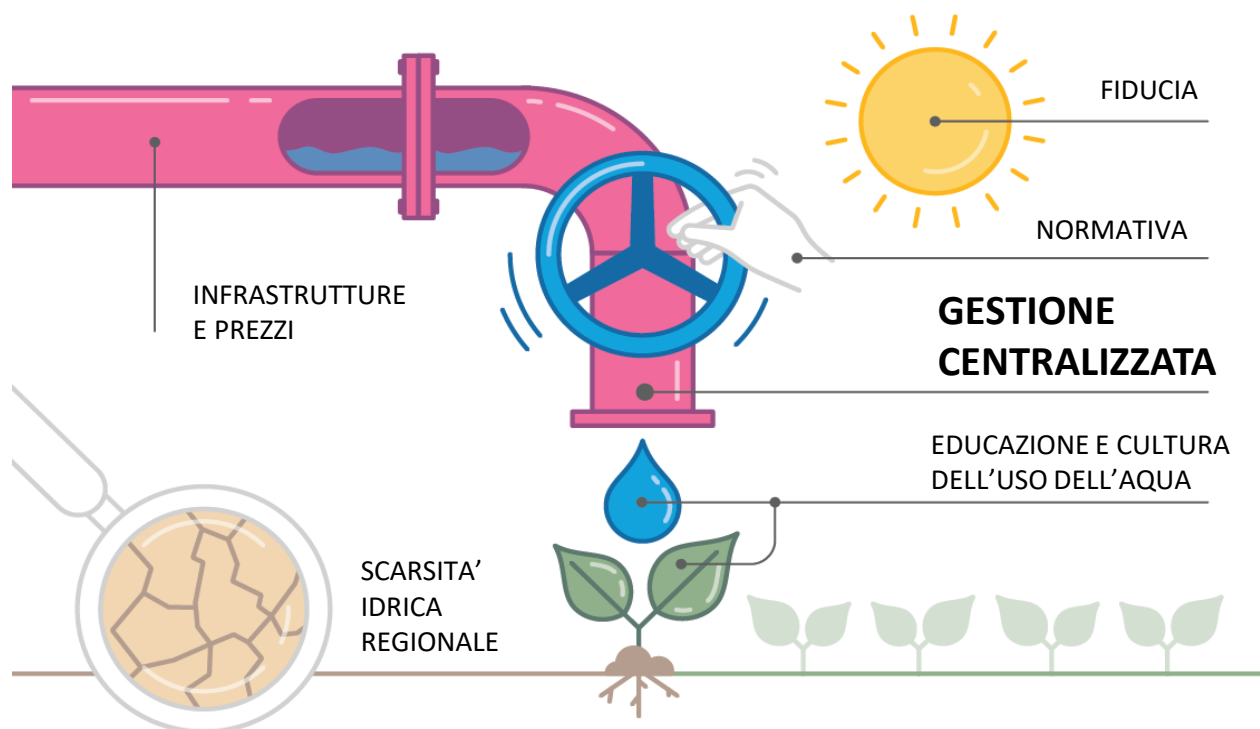 FIDUCIA
NORMATIVA
INFRASTRUTTURE
E PREZZI
GESTIONE
CENTRALIZZATA
EDUCAZIONE E CULTURA
DELL’USO DELL’AQUA
SCARSITA’
IDRICA
REGIONALE